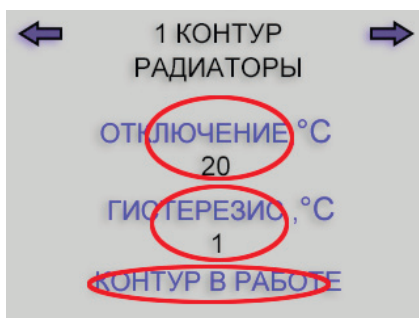 1 КОНТУР
РАДИАТОРЫ
ОТКЛЮЧЕНИЕ,°C
20
ГИСТЕРЕЗИС ,°C
1
КОНТУР В РАБОТЕ